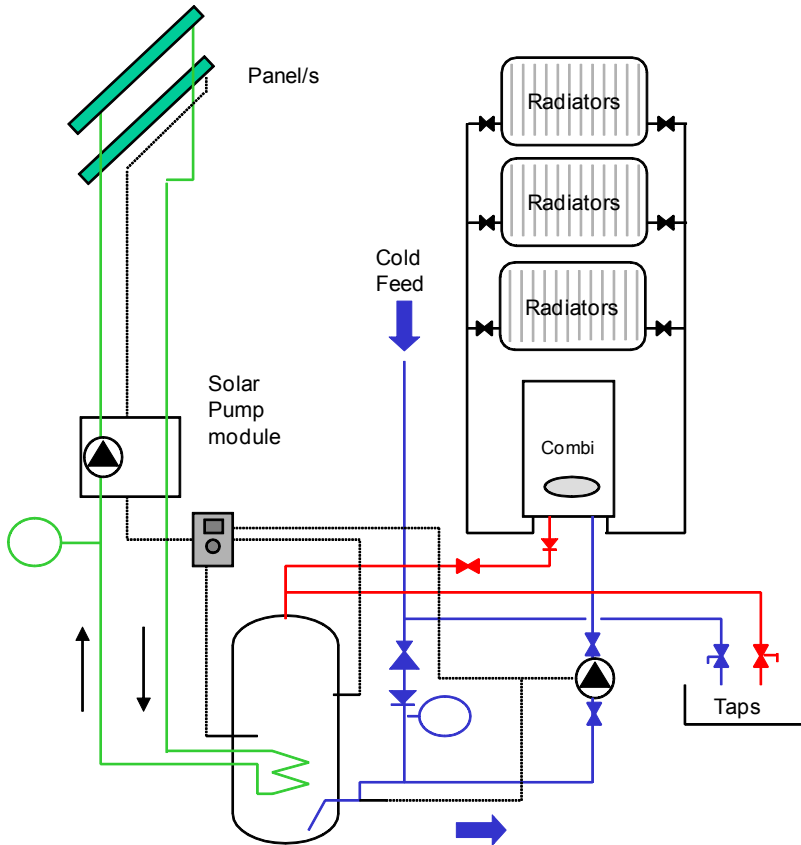 Panel/s
Radiators
Radiators
Radiators
Cold
Feed
Solar
Pump
module
Combi
Taps